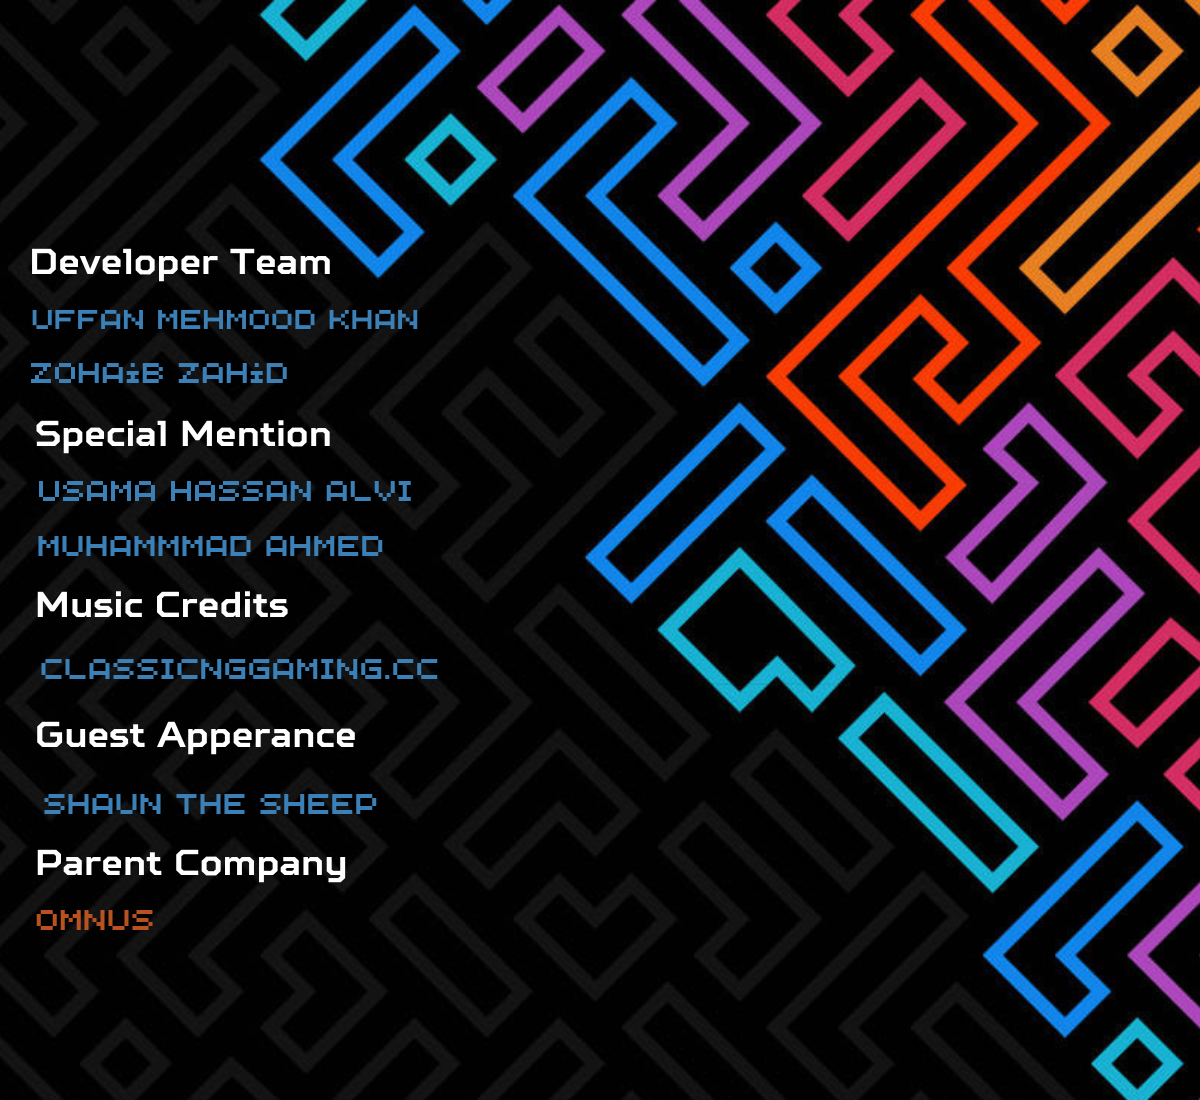 Developer Team
UFFAN MEHMOOD KHAN
ZOHAiB ZAHiD
Special Mention
USAMA HASSAN ALVI
MUHAMMMAD AHMED
Music Credits
CLASSICNGGAMING.CC
Guest Apperance
SHAUN THE SHEEP
Parent Company
OMNUS